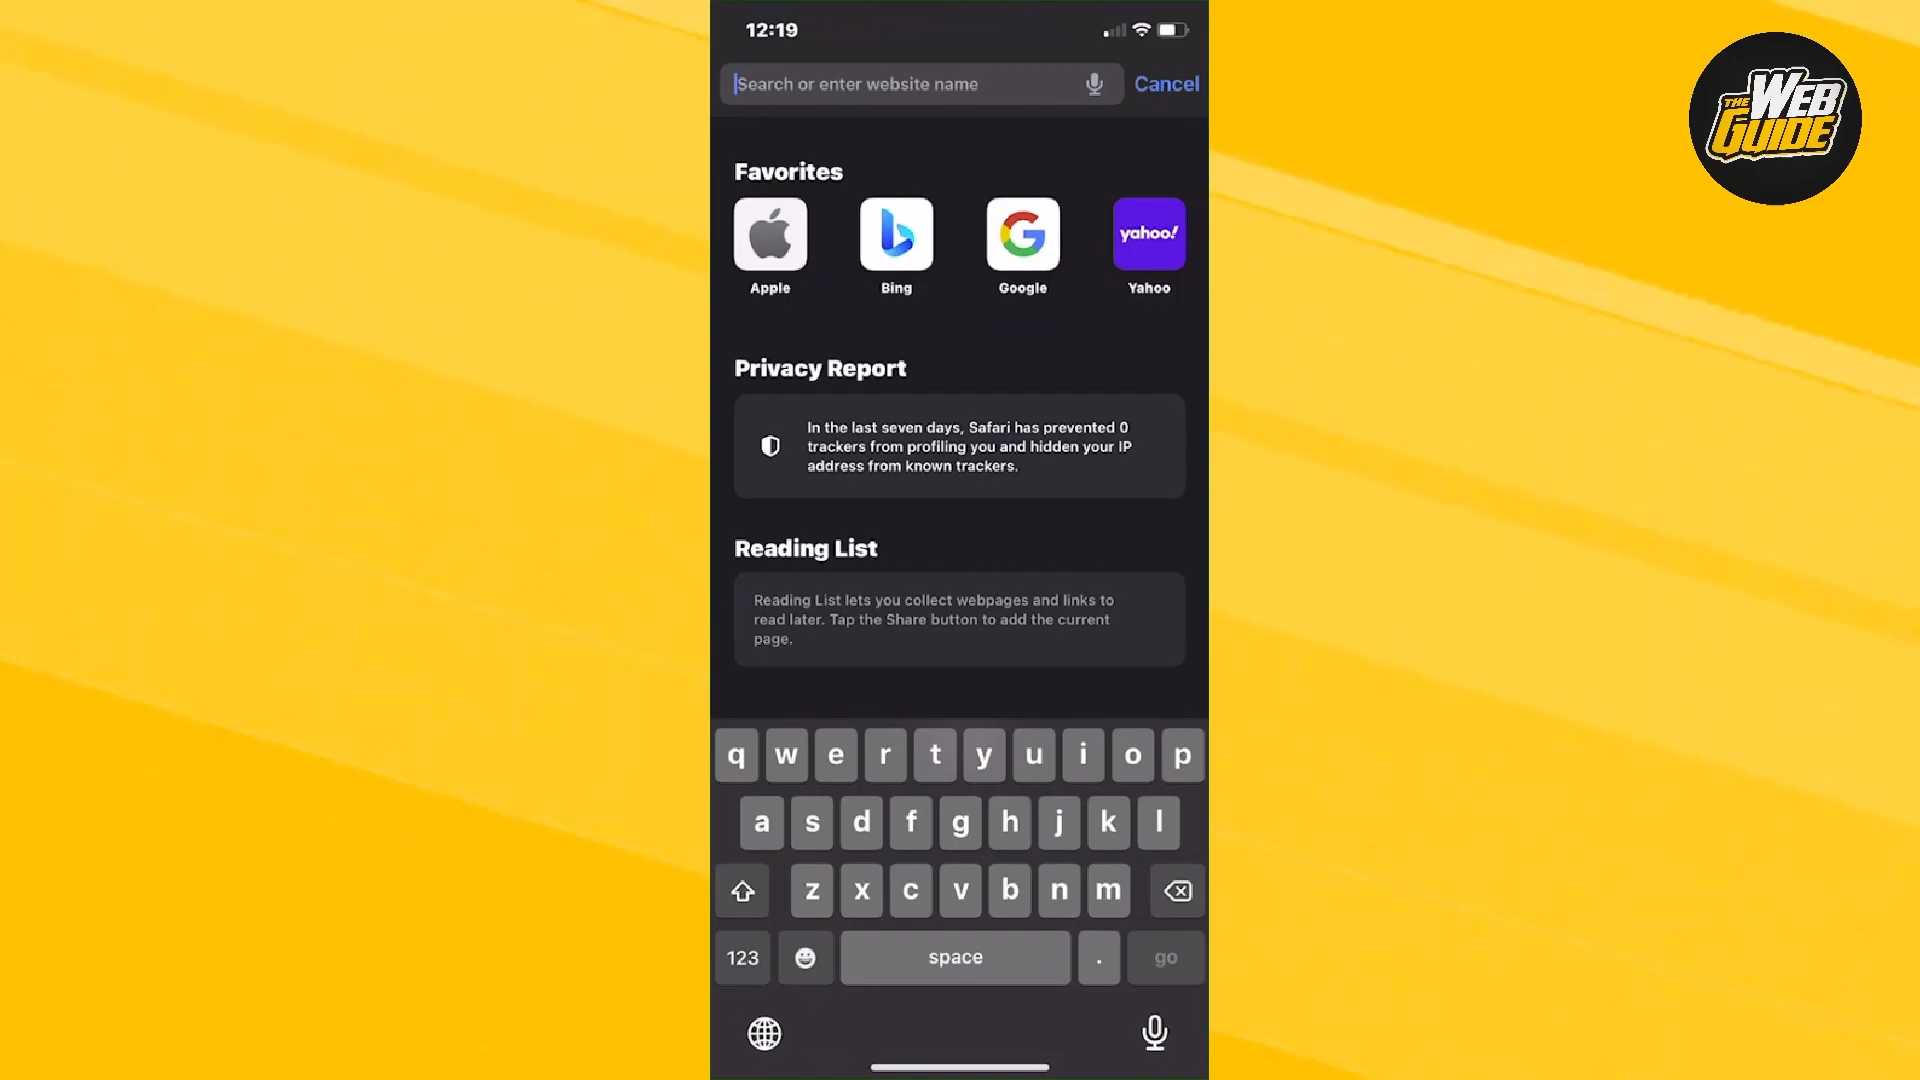 12:19
Search or enter website name
Cancel
THE
WEB
GUIDE
Favorites
yahoo!
Apple
Bing
Google
Yahoo
Privacy Report
In the last seven days, Safari has prevented 0
trackers from profiling you and hidden your IP
address from known trackers.
Reading List
Reading List lets you collect webpages and links to
read later. Tap the Share button to add the current
page.
q w e r t y u i o p
a s d f g h j k l
z x c v b n m
123 space . go